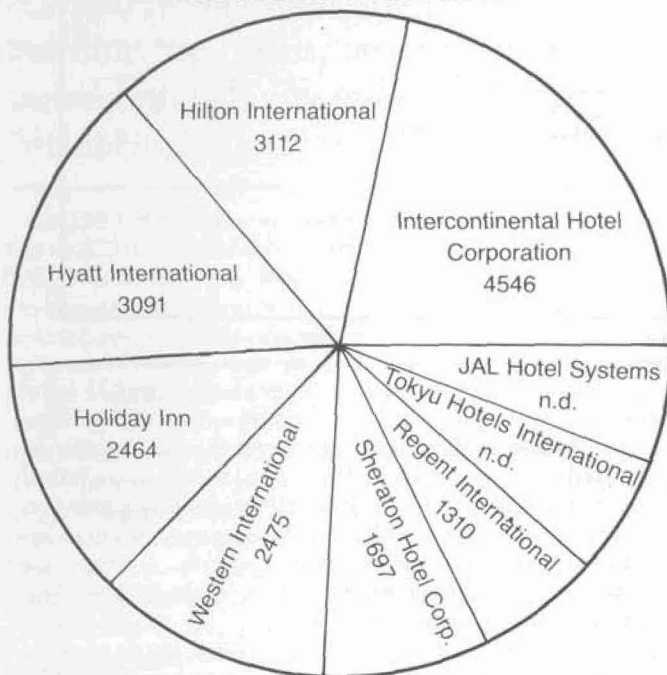 Hilton International
3112
Intercontinental Hotel
Corporation
4546
Hyatt International
3091
JAL Hotel Systems
n.d.
Tokyu Hotels International
n.d.
Holiday Inn
2464
Regent International
1310
Western International
2475
Sheraton Hotel Corp.
1697